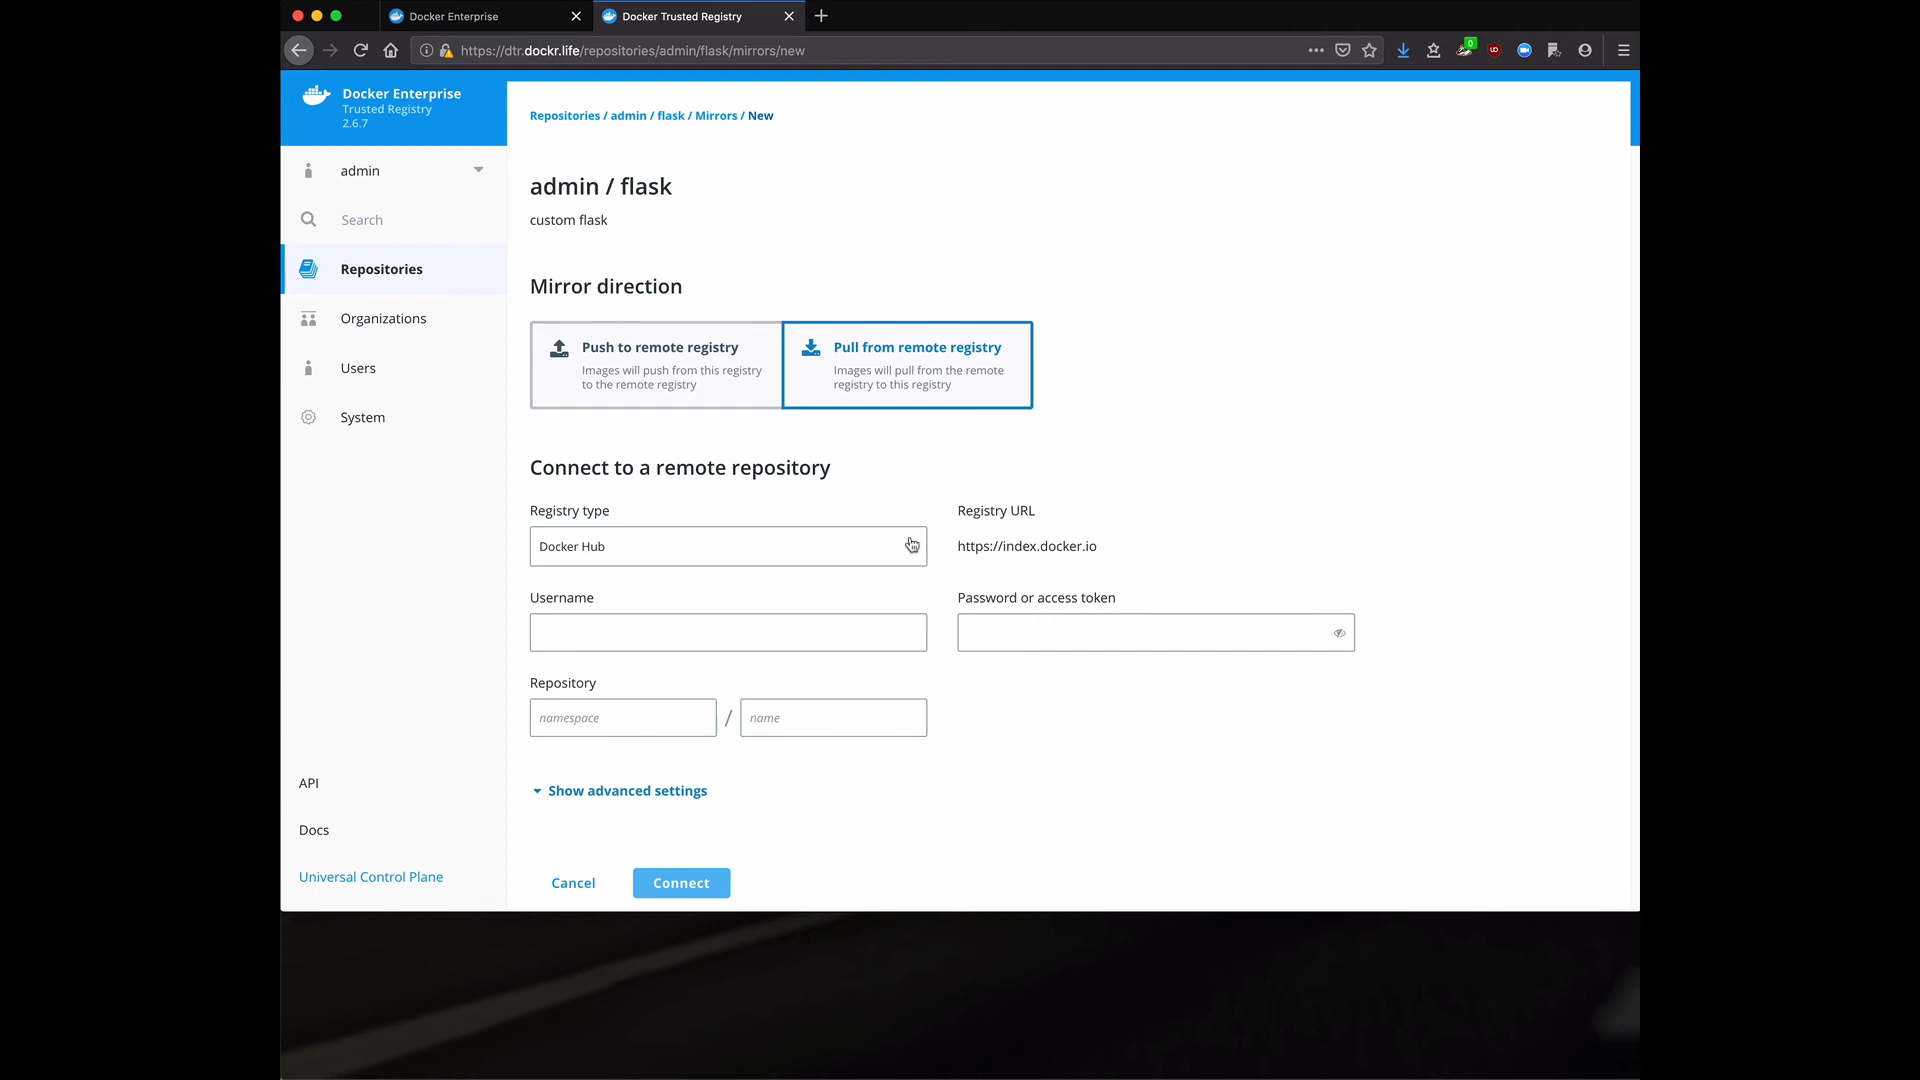 Docker Enterprise
Docker Trusted Registry
https://dtr.dockr.life/repositories/admin/flask/mirrors/new
0
Docker Enterprise
Trusted Registry
2.6.7
admin
Search
Repositories
Organizations
Users
System
API
Docs
Universal Control Plane
Repositories / admin / flask / Mirrors / New
admin / flask
custom flask
Mirror direction
Push to remote registry
Images will push from this registry
to the remote registry
Pull from remote registry
Images will pull from the remote
registry to this registry
Connect to a remote repository
Registry type
Registry URL
Docker Hub
https://index.docker.io
Username
Password or access token
Repository
namespace / name
Show advanced settings
Cancel
Connect